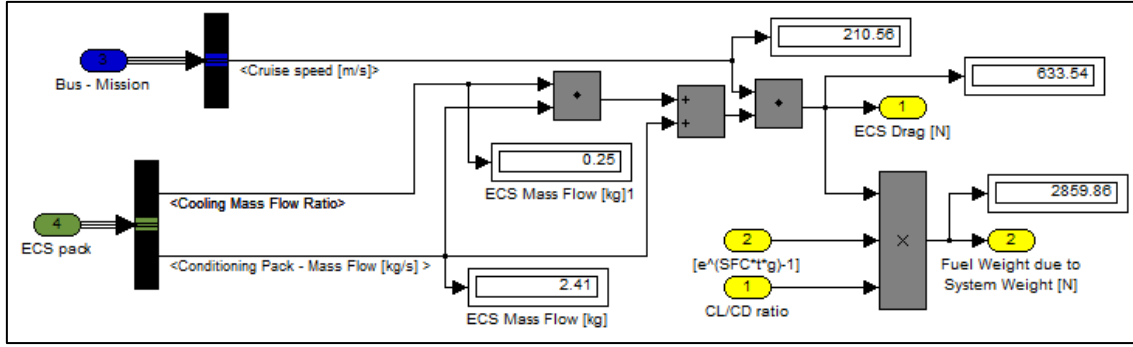 3
Bus - Mission
<Cruise speed [m/s]>
210.56
633.54
1
ECS Drag [N]
+
+
0.25
ECS Mass Flow [kg]1
<Cooling Mass Flow Ratio>
4
ECS pack
<Conditioning Pack - Mass Flow [kg/s] >
2.41
ECS Mass Flow [kg]
2859.86
2
Fuel Weight due to
System Weight [N]
×
2
[e^(SFC*t*g)-1]
1
CL/CD ratio